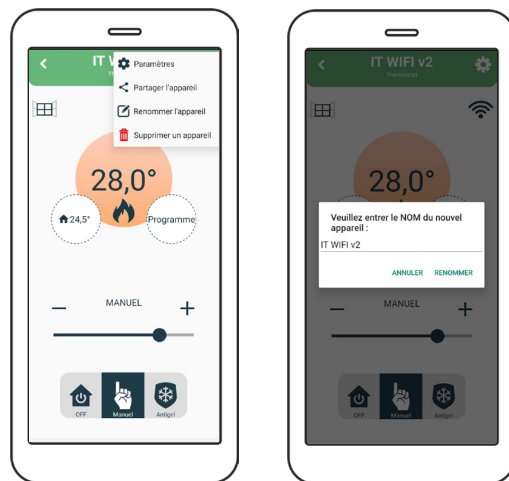 IT V
Paramètres
Partager l'appareil
Renommer l'appareil
Supprimer un appareil
28,0°
24,5°
Programme
MANUEL
OFF
Manuel
Antigel
IT WIFI v2
Thermostat
28,0°
Veuillez entrer le NOM du nouvel
appareil :
IT WIFI v2
ANNULER RENOMMER
MANUEL
OFF
Manuel
Antigel